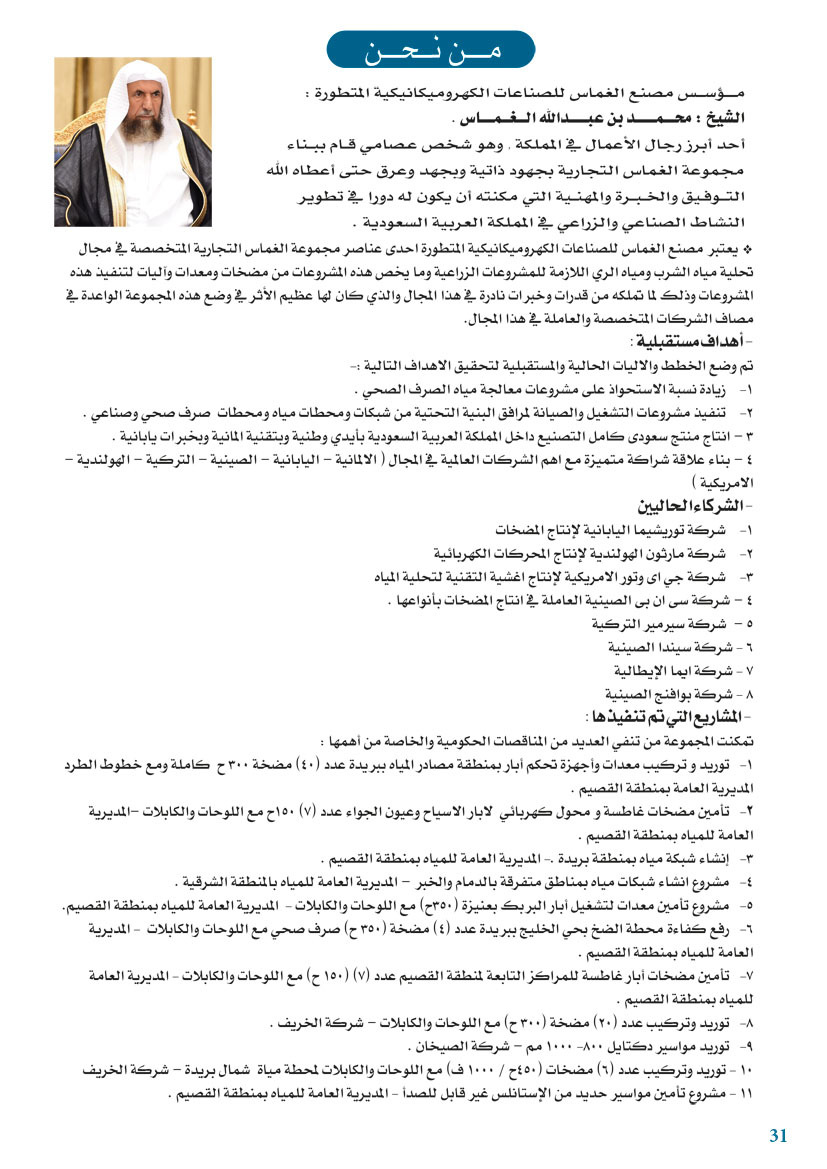 من نحن
مؤسس مصنع الغماس للصناعات الكهروميكانيكية المتطورة :
الشيخ : محمد بن عبدالله الغماس .
أحد أبرز رجال الأعمال في المملكة , وهو شخص عصامي قام ببناء
مجموعة الغماس التجارية بجهود ذاتية وبجهد وعرق حتى أعطاه الله
التوفيق والخبرة والمهنية التي مكنته أن يكون له دورا في تطوير
النشاط الصناعي والزراعي في المملكة العربية السعودية .
❖ يعتبر مصنع الغماس للصناعات الكهروميكانيكية المتطورة احدى عناصر مجموعة الغماس التجارية المتخصصة في مجال
تحلية مياه الشرب ومياه الري اللازمة للمشروعات الزراعية وما يخص هذه المشروعات من مضخات ومعدات وآليات لتنفيذ هذه
المشروعات وذلك لما تملكه من قدرات وخبرات نادرة في هذا المجال والذي كان لها عظيم الأثر في وضع هذه المجموعة الواعدة في
مصاف الشركات المتخصصة والعاملة في هذا المجال.
- أهداف مستقبلية :
تم وضع الخطط والاليات الحالية والمستقبلية لتحقيق الاهداف التالية :-
١- زيادة نسبة الاستحواذ على مشروعات معالجة مياه الصرف الصحي .
٢- تنفيذ مشروعات التشغيل والصيانة لمرافق البنية التحتية من شبكات ومحطات مياه ومحطات صرف صحي وصناعي .
٣ – انتاج منتج سعودى كامل التصنيع داخل المملكة العربية السعودية بأيدي وطنية وبتقنية المانية وبخبرات يابانية .
٤ – بناء علاقة شراكة متميزة مع اهم الشركات العالمية في المجال ( الالمانية – اليابانية – الصينية – التركية – الهولندية –
الامريكية )
- الشركاء الحاليين
١- شركة توريشيما اليابانية لإنتاج المضخات
٢- شركة مارثون الهولندية لإنتاج المحركات الكهربائية
٣- شركة جي اى وتور الامريكية لإنتاج اغشية التقنية لتحلية المياه
٤ – شركة سى ان بى الصينية العاملة في انتاج المضخات بأنواعها .
٥ – شركة سيرمير التركية
٦ - شركة سيندا الصينية
٧ - شركة ايما الإيطالية
٨ - شركة بوافنج الصينية
- المشاريع التي تم تنفيذها :
تمكنت المجموعة من تنفي العديد من المناقصات الحكومية والخاصة من أهمها :
١- توريد و تركيب معدات وأجهزة تحكم أبار بمنطقة مصادر المياه ببريدة عدد (٤٠) مضخة ٣٠٠ ح كاملة ومع خطوط الطرد
المديرية العامة بمنطقة القصيم .
٢- تأمين مضخات غاطسة و محول كهربائي لابار الاسياح وعيون الجواء عدد (٧) ١٥٠ح مع اللوحات والكابلات –المديرية
العامة للمياه بمنطقة القصيم .
٣- إنشاء شبكة مياه بمنطقة بريدة .- المديرية العامة للمياه بمنطقة القصيم .
٤- مشروع انشاء شبكات مياه بمناطق متفرقة بالدمام والخبر – المديرية العامة للمياه بالمنطقة الشرقية .
٥- مشروع تأمين معدات لتشغيل أبار البربك بعنيزة (٣٥٠ح) مع اللوحات والكابلات - المديرية العامة للمياه بمنطقة القصيم.
٦- رفع كفاءة محطة الضخ بحي الخليج ببريدة عدد (٤) مضخة (٣٥٠ ح) صرف صحي مع اللوحات والكابلات - المديرية
العامة للمياه بمنطقة القصيم .
٧- تأمين مضخات أبار غاطسة للمراكز التابعة لمنطقة القصيم عدد (٧) (١٥٠ ح) مع اللوحات والكابلات - المديرية العامة
للمياه بمنطقة القصيم .
٨- توريد وتركيب عدد (٢٠) مضخة (٣٠٠ ح) مع اللوحات والكابلات – شركة الخريف .
٩- توريد مواسير دكتايل ٨٠٠- ١٠٠٠ مم – شركة الصيخان .
١٠ - توريد وتركيب عدد (٦) مضخات (٤٥٠ح / ١٠٠٠ ف) مع اللوحات والكابلات لمحطة مياة شمال بريدة – شركة الخريف
١١ - مشروع تأمين مواسير حديد من الإستانلس غير قابل للصدأ - المديرية العامة للمياه بمنطقة القصيم .
31